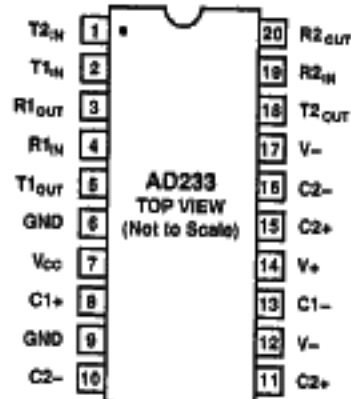 T2IN 1 20 R2OUT
T1IN 2 19 R2IN
R1OUT 3 18 T2OUT
R1IN 4 17 V−
T1OUT 5 16 C2−
GND 6 15 C2+
VCC 7 14 V+
C1+ 8 13 C1−
GND 9 12 V−
C2− 10 11 C2+
AD233
TOP VIEW
(Not to Scale)